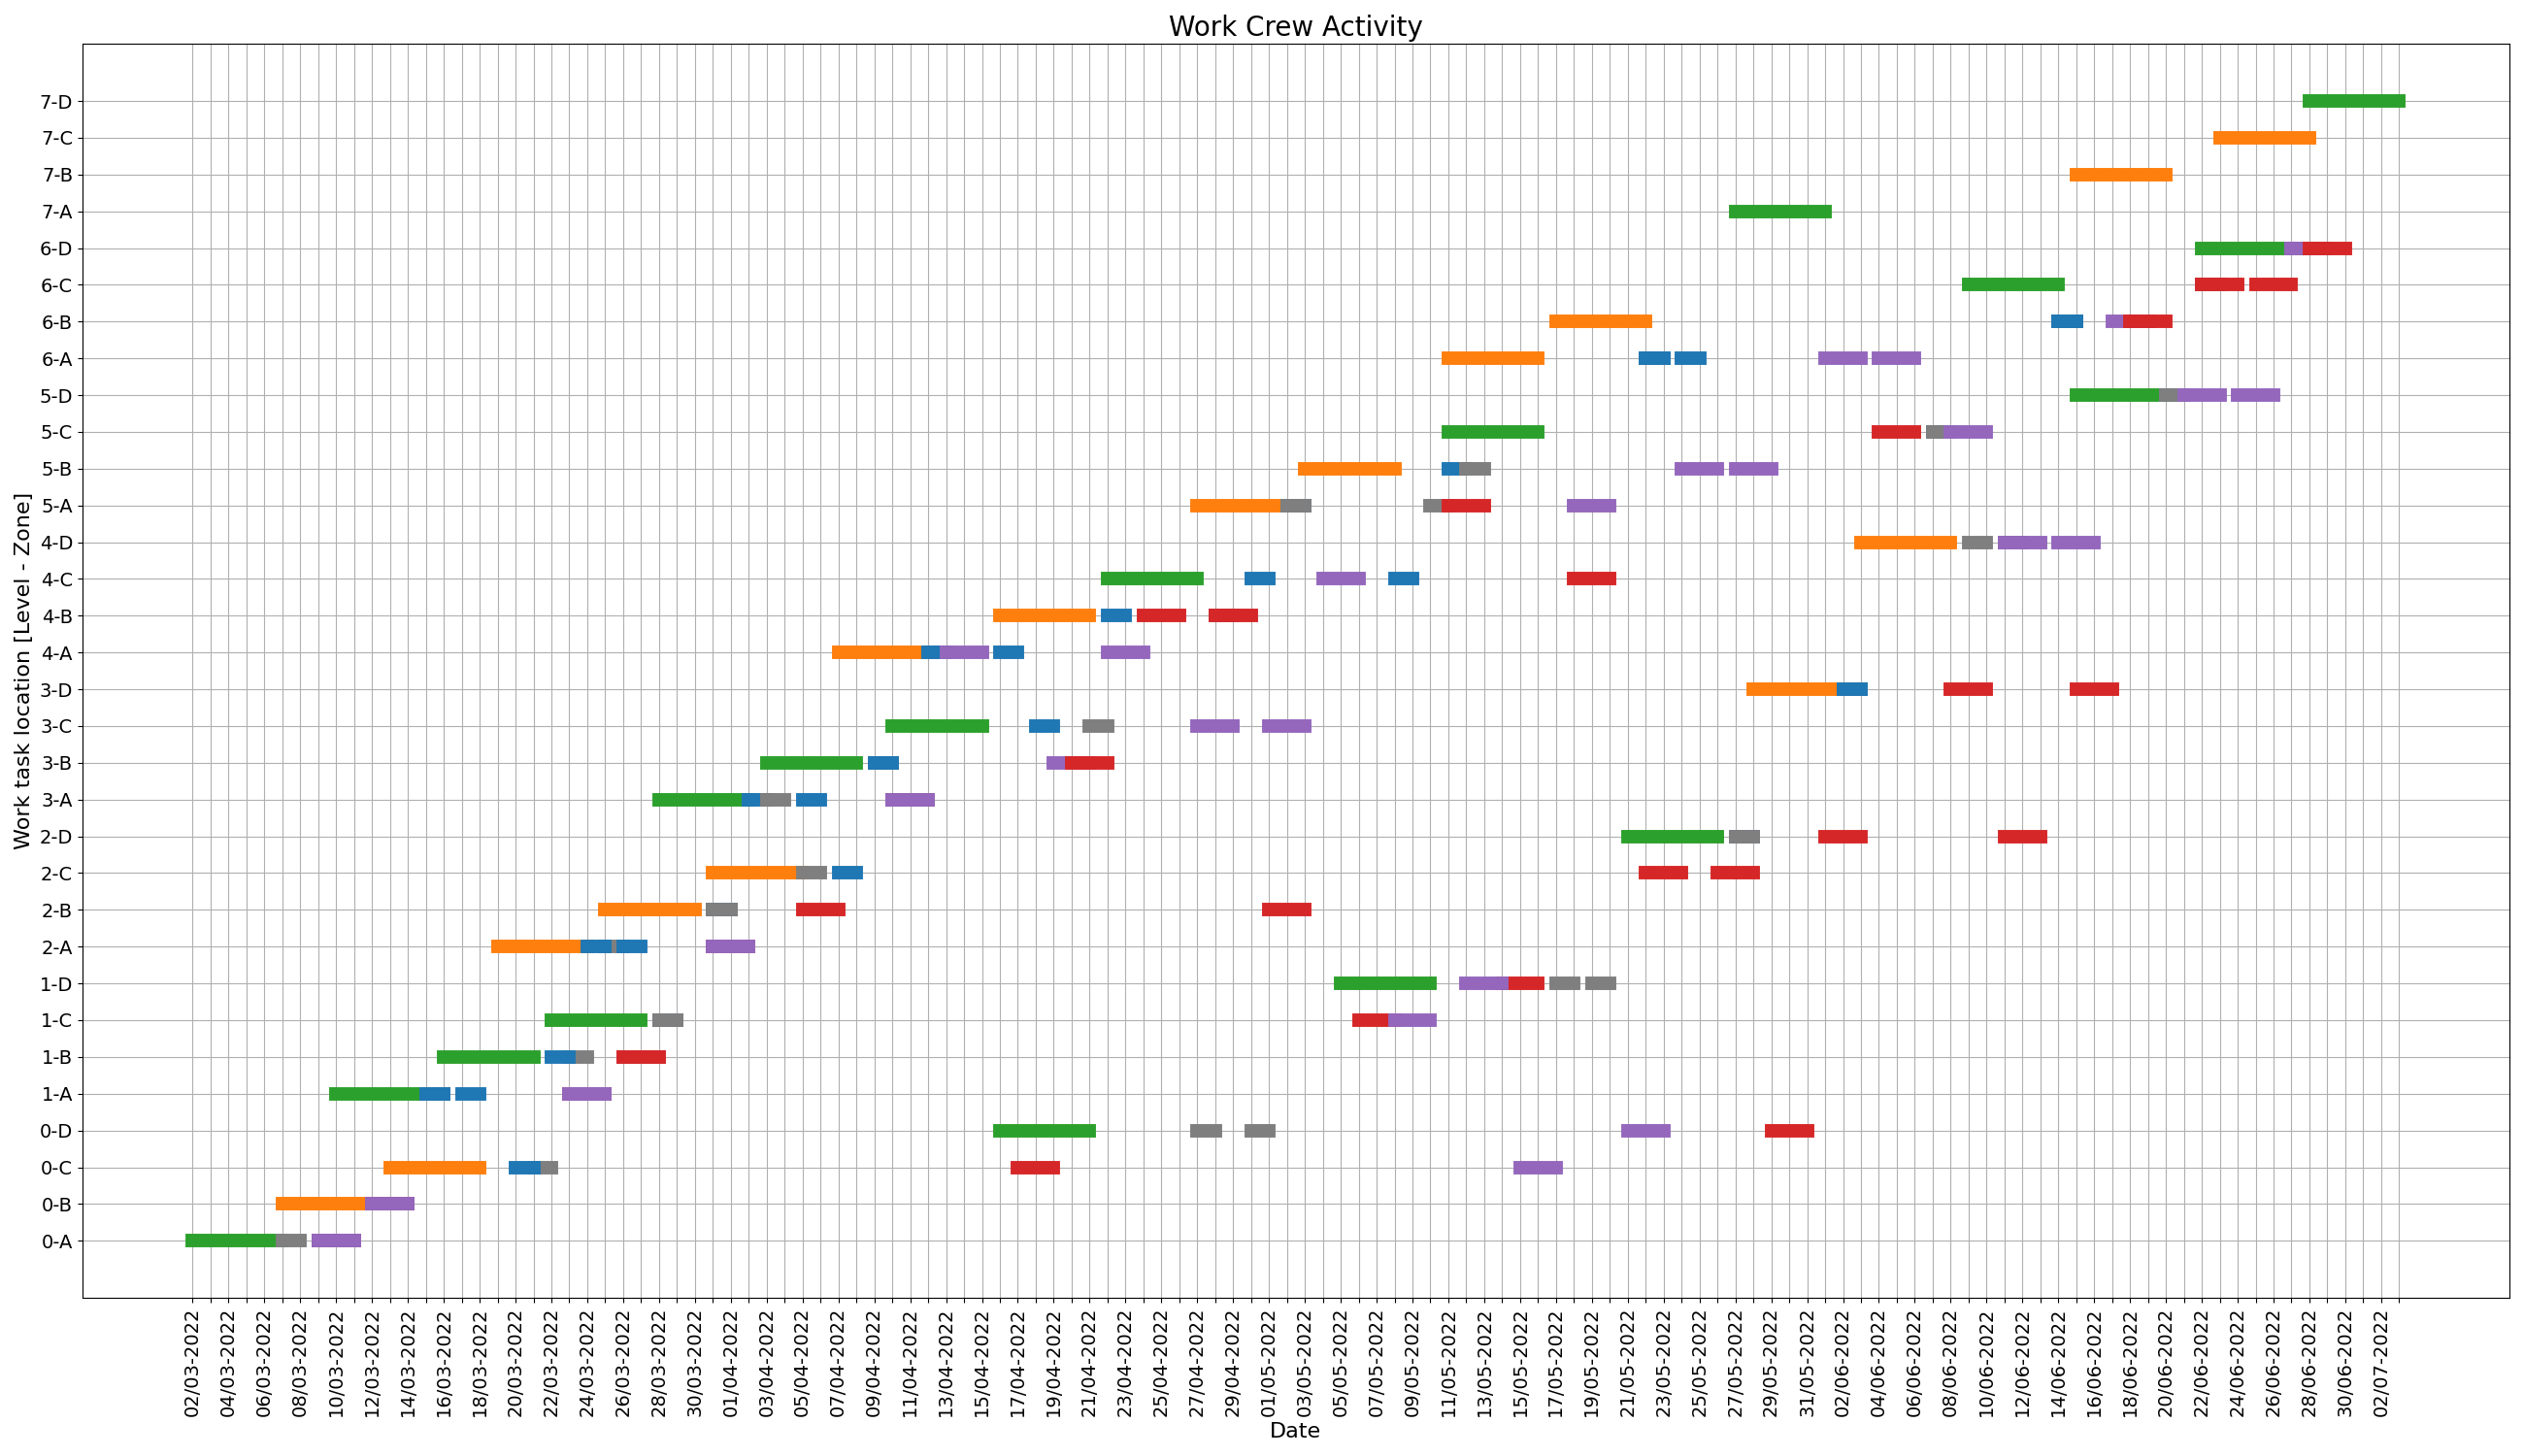 Work Crew Activity
7-D
7-C
7-B
7-A
6-D
6-C
6-B
6-A
5-D
5-C
5-B
5-A
4-D
4-C
4-B
4-A
3-D
3-C
3-B
3-A
2-D
2-C
2-B
2-A
1-D
1-C
1-B
1-A
0-D
0-C
0-B
0-A
Work task location [Level - Zone]
02/03-2022
04/03-2022
06/03-2022
08/03-2022
10/03-2022
12/03-2022
14/03-2022
16/03-2022
18/03-2022
20/03-2022
22/03-2022
24/03-2022
26/03-2022
28/03-2022
30/03-2022
01/04-2022
03/04-2022
05/04-2022
07/04-2022
09/04-2022
11/04-2022
13/04-2022
15/04-2022
17/04-2022
19/04-2022
21/04-2022
23/04-2022
25/04-2022
27/04-2022
29/04-2022
01/05-2022
03/05-2022
05/05-2022
07/05-2022
09/05-2022
11/05-2022
13/05-2022
15/05-2022
17/05-2022
19/05-2022
21/05-2022
23/05-2022
25/05-2022
27/05-2022
29/05-2022
31/05-2022
02/06-2022
04/06-2022
06/06-2022
08/06-2022
10/06-2022
12/06-2022
14/06-2022
16/06-2022
18/06-2022
20/06-2022
22/06-2022
24/06-2022
26/06-2022
28/06-2022
30/06-2022
02/07-2022
Date